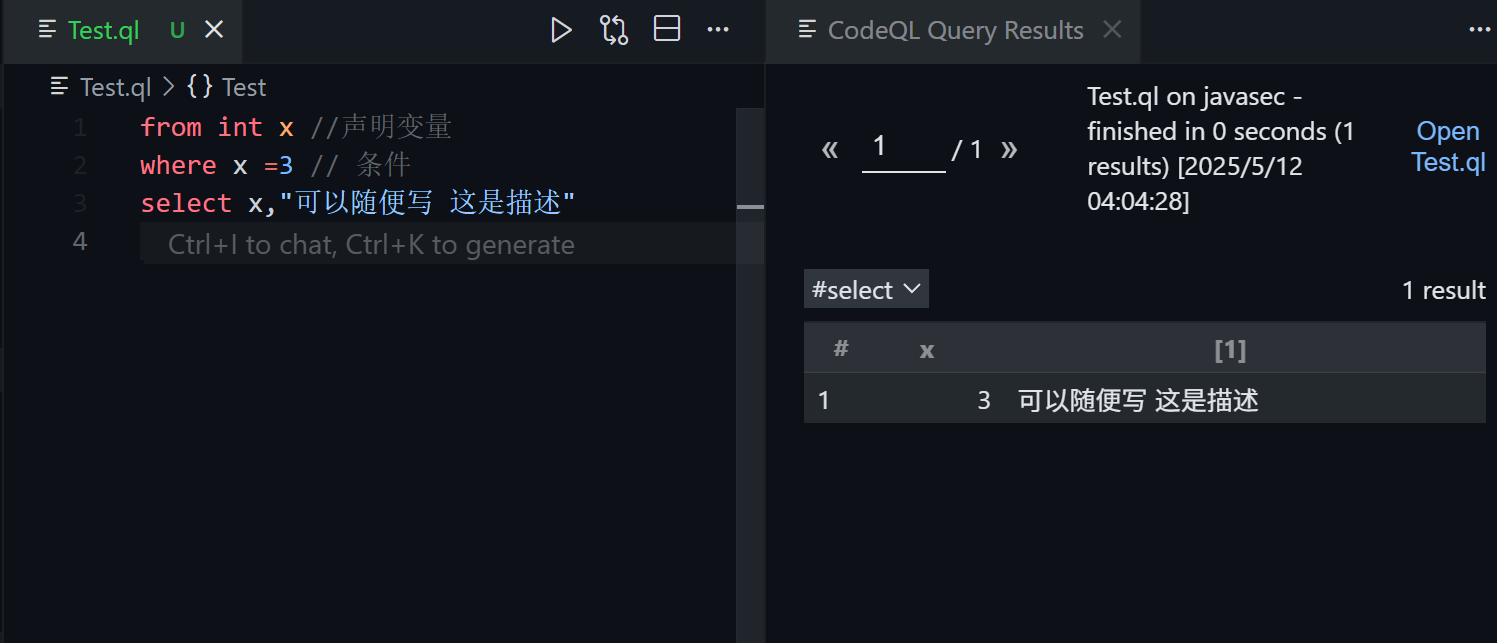 Test.ql U
Test.ql > {} Test
1 from int x //声明变量
2 where x =3 // 条件
3 select x,"可以随便写 这是描述"
4 Ctrl+I to chat, Ctrl+K to generate
CodeQL Query Results
« 1 / 1 »
Test.ql on javasec -
finished in 0 seconds (1
results) [2025/5/12
04:04:28]
Open
Test.ql
#select
1 result
# x [1]
1 3 可以随便写 这是描述